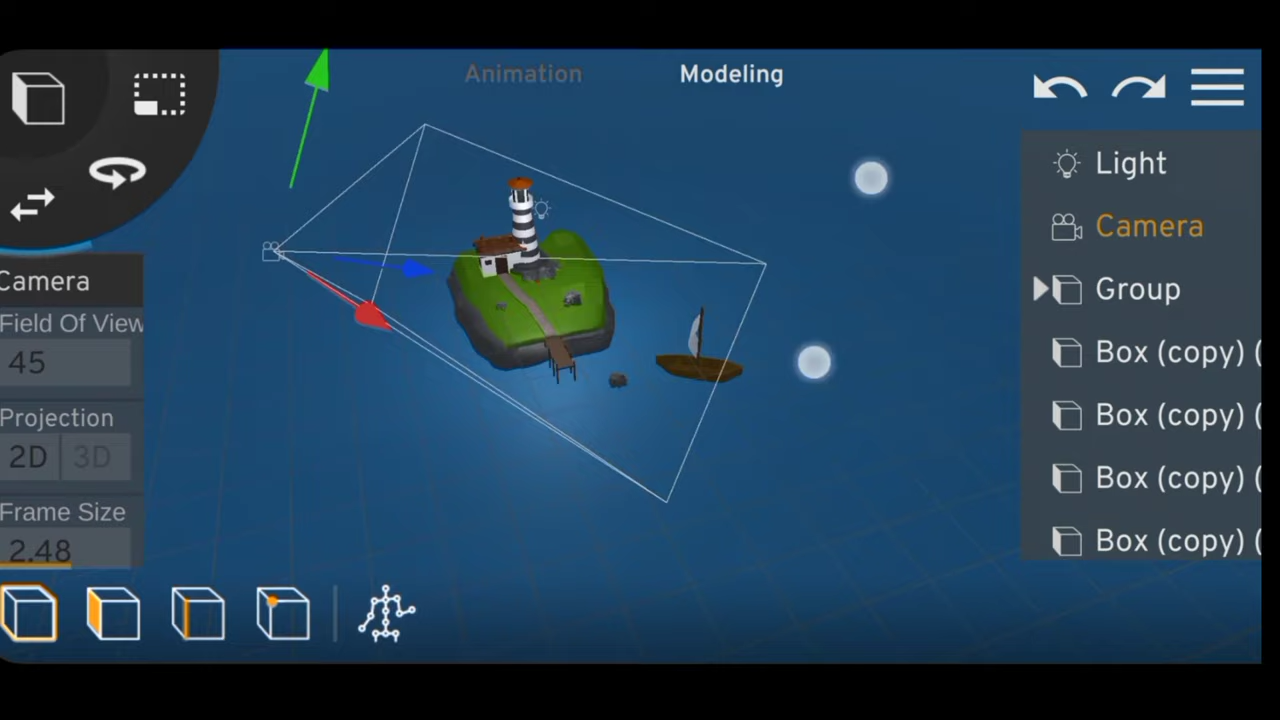 Animation
Modeling
Light
Camera
Group
Box (copy) (
Box (copy) (
Box (copy) (
Box (copy) (
Camera
Field Of View
45
Projection
2D
3D
Frame Size
2.48